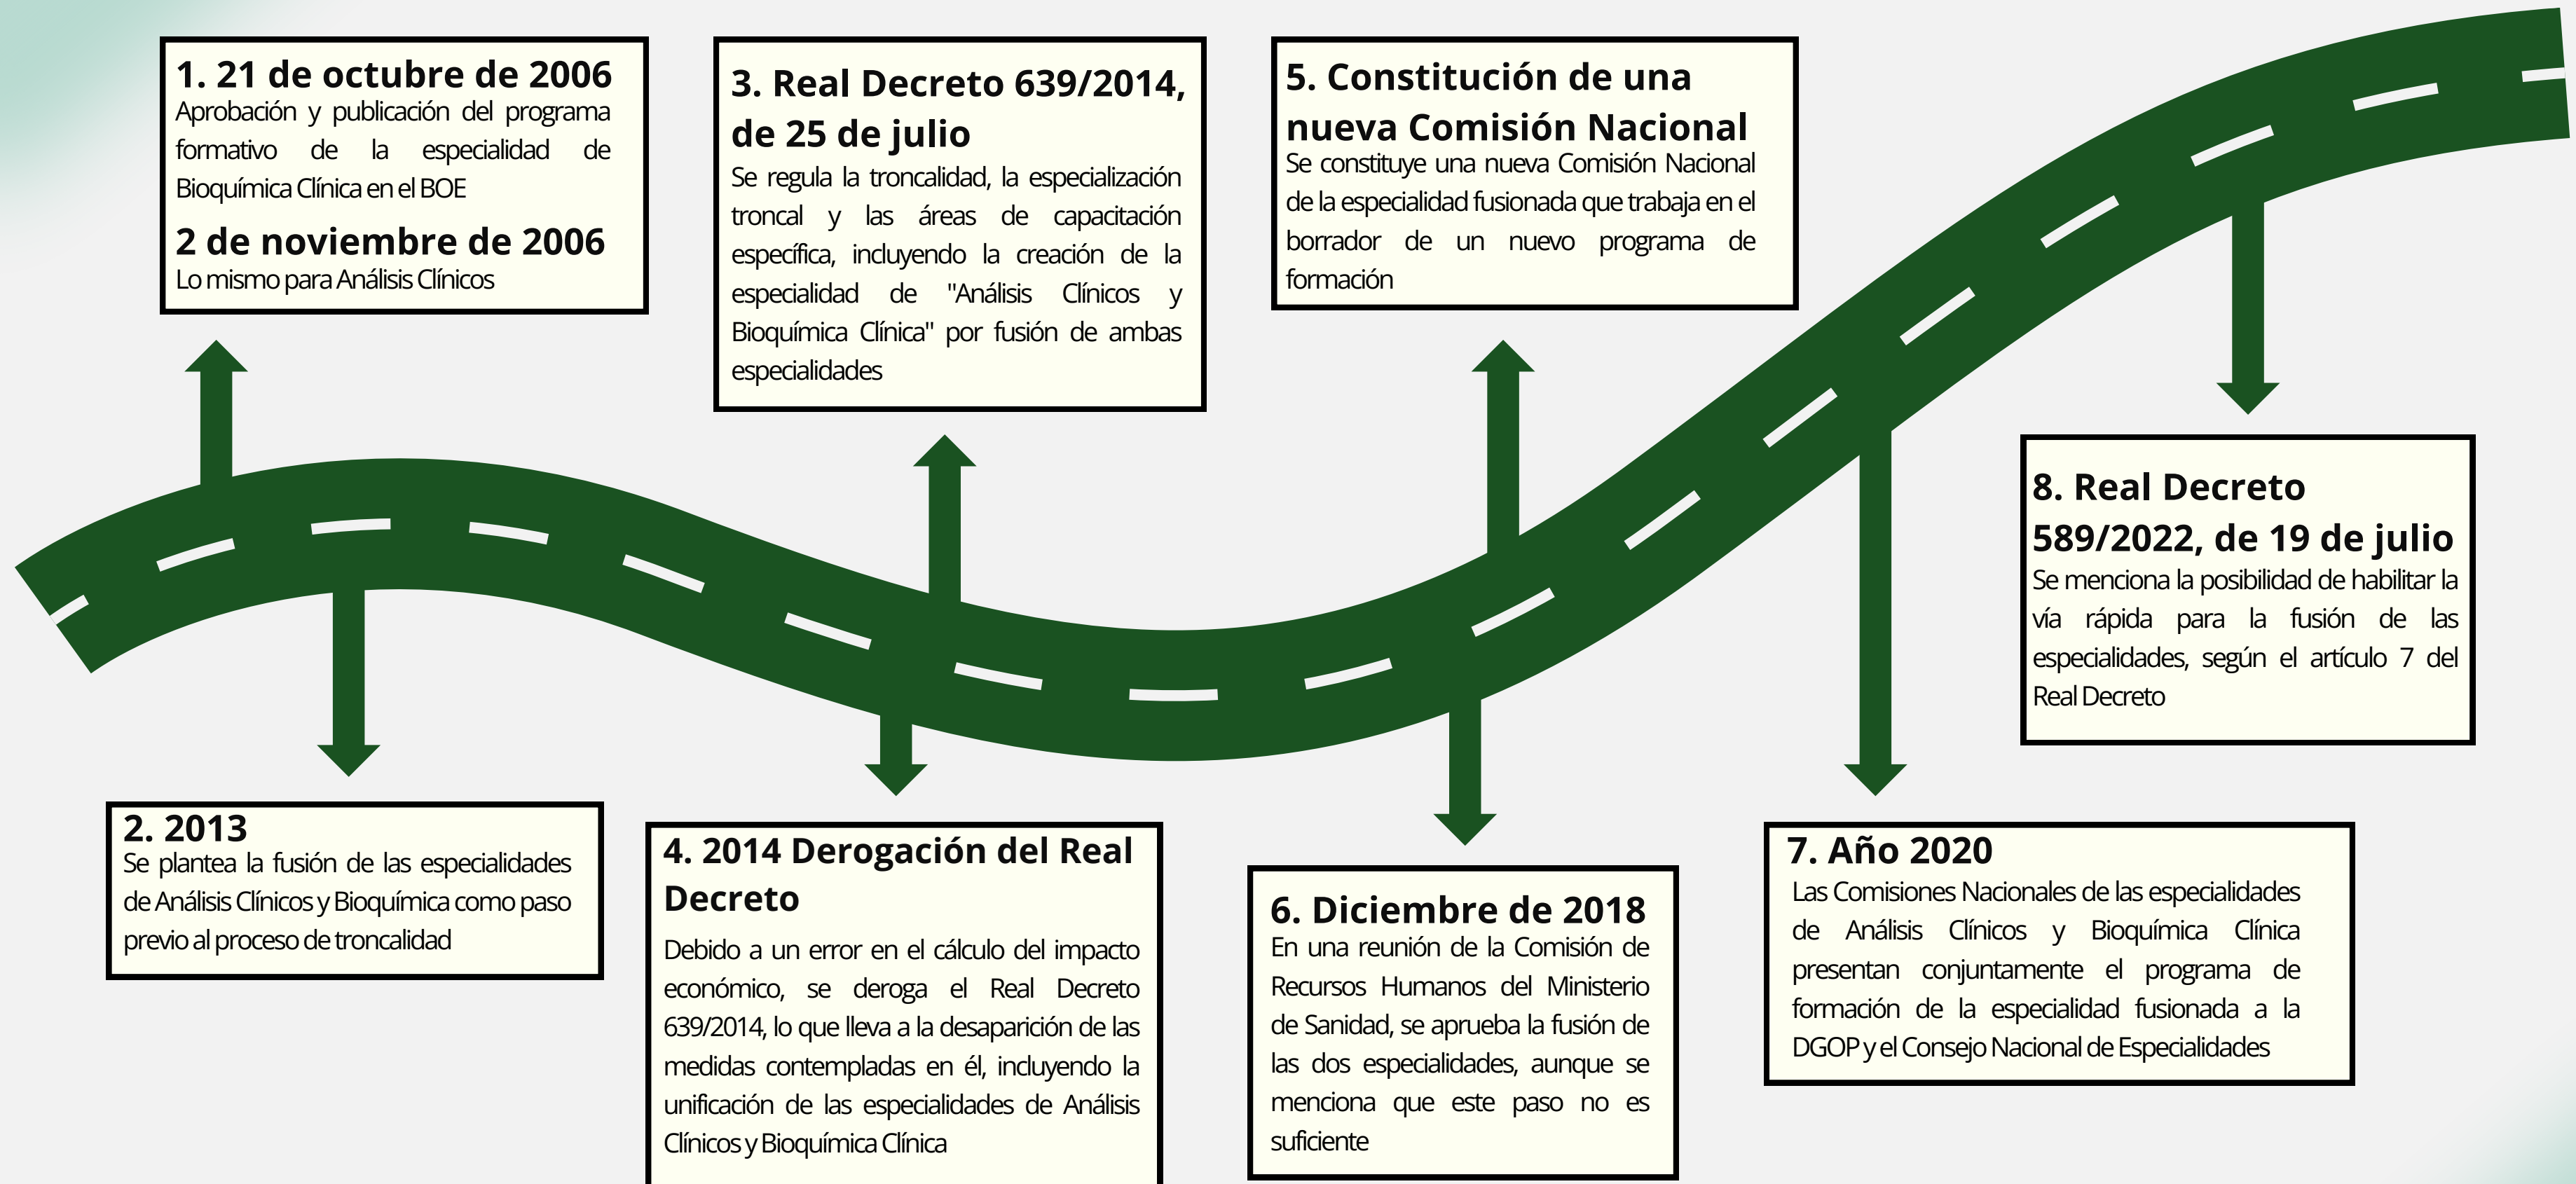 1. 21 de octubre de 2006
Aprobación y publicación del programa
formativo de la especialidad de
Bioquímica Clínica en el BOE
2 de noviembre de 2006
Lo mismo para Análisis Clínicos
2. 2013
Se plantea la fusión de las especialidades
de Análisis Clínicos y Bioquímica como paso
previo al proceso de troncalidad
3. Real Decreto 639/2014,
de 25 de julio
Se regula la troncalidad, la especialización
troncal y las áreas de capacitación
específica, incluyendo la creación de la
especialidad de "Análisis Clínicos y
Bioquímica Clínica" por fusión de ambas
especialidades
4. 2014 Derogación del Real
Decreto
Debido a un error en el cálculo del impacto
económico, se deroga el Real Decreto
639/2014, lo que lleva a la desaparición de las
medidas contempladas en él, incluyendo la
unificación de las especialidades de Análisis
Clínicos y Bioquímica Clínica
5. Constitución de una
nueva Comisión Nacional
Se constituye una nueva Comisión Nacional
de la especialidad fusionada que trabaja en el
borrador de un nuevo programa de
formación
6. Diciembre de 2018
En una reunión de la Comisión de
Recursos Humanos del Ministerio
de Sanidad, se aprueba la fusión de
las dos especialidades, aunque se
menciona que este paso no es
suficiente
7. Año 2020
Las Comisiones Nacionales de las especialidades
de Análisis Clínicos y Bioquímica Clínica
presentan conjuntamente el programa de
formación de la especialidad fusionada a la
DGOP y el Consejo Nacional de Especialidades
8. Real Decreto
589/2022, de 19 de julio
Se menciona la posibilidad de habilitar la
vía rápida para la fusión de las
especialidades, según el artículo 7 del
Real Decreto